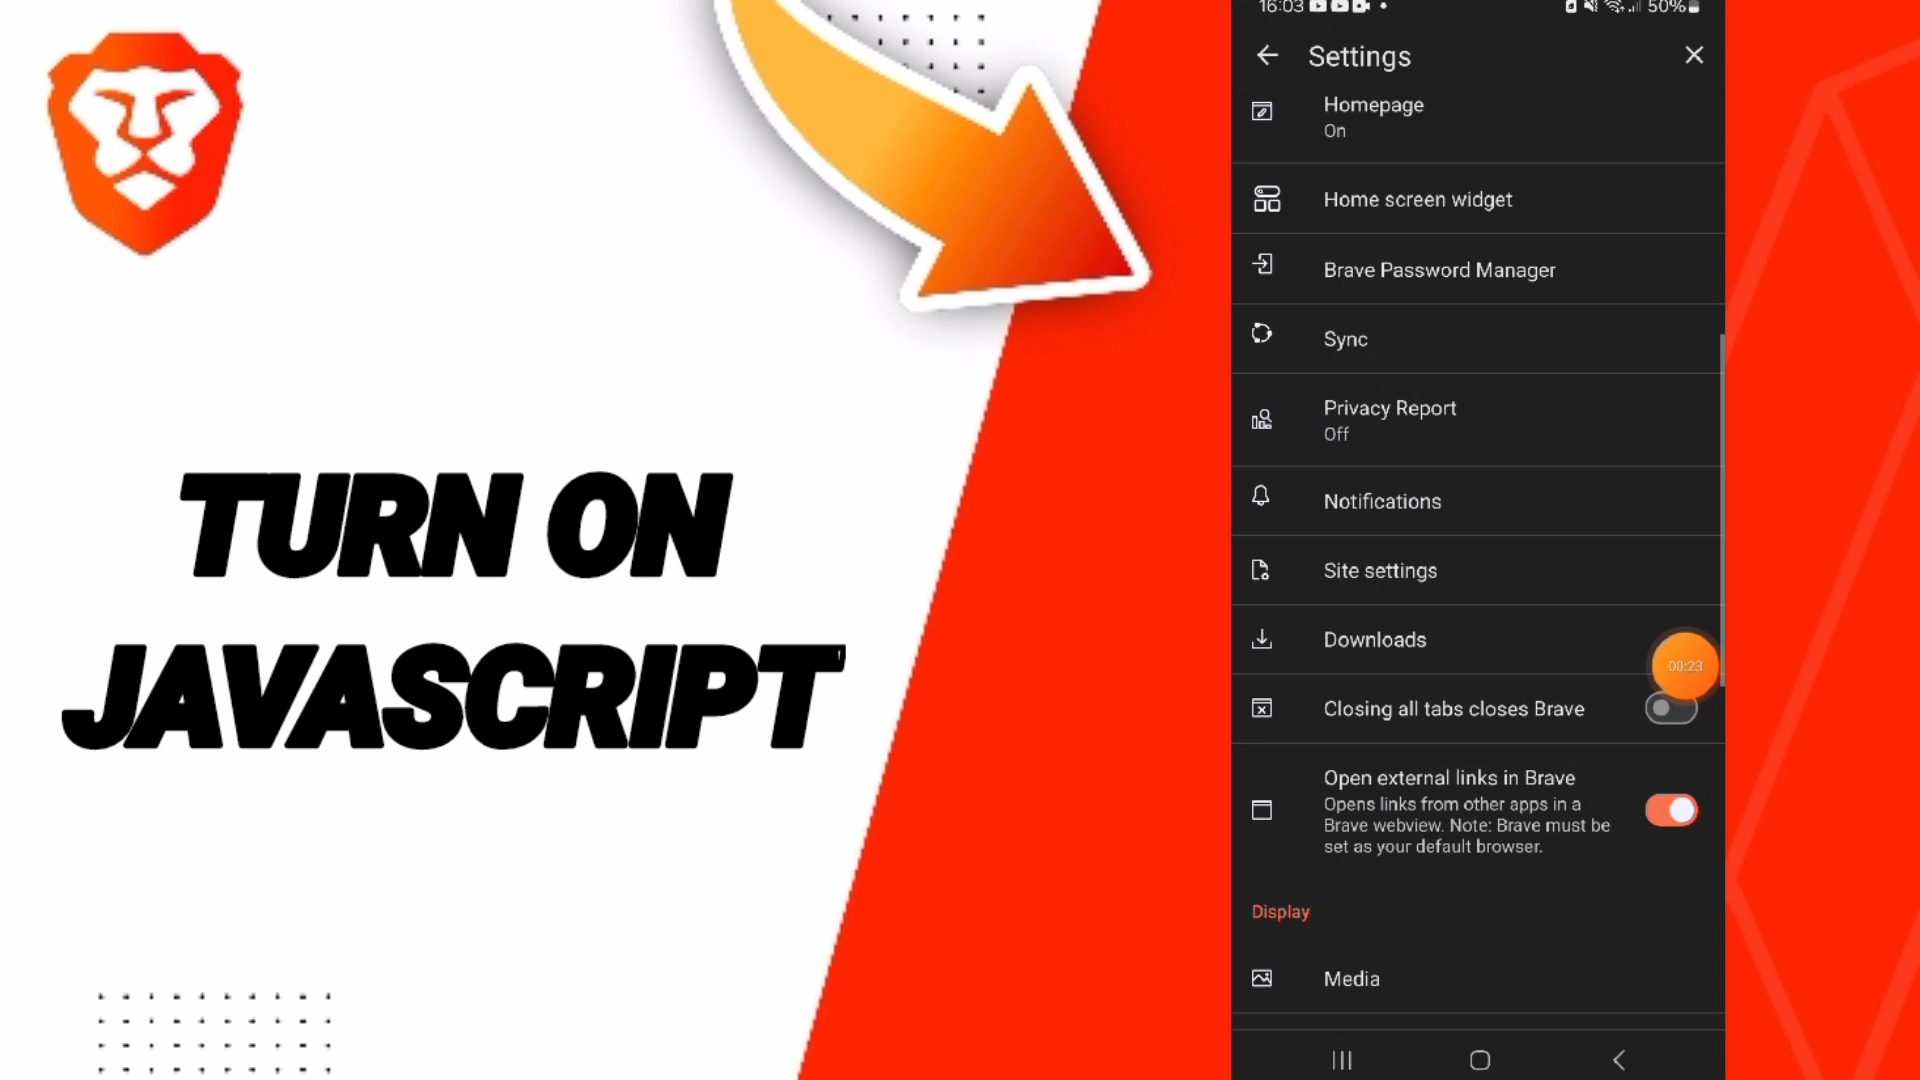 TURN ON
JAVASCRIPT
16:03
50%
Settings
Homepage
On
Home screen widget
Brave Password Manager
Sync
Privacy Report
Off
Notifications
Site settings
Downloads
00:23
Closing all tabs closes Brave
Open external links in Brave
Opens links from other apps in a
Brave webview. Note: Brave must be
set as your default browser.
Display
Media